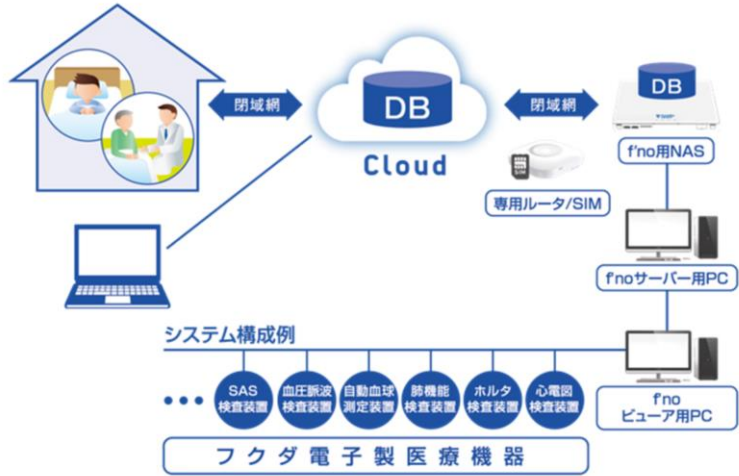 閉域網
DB
Cloud
閉域網
DB
f'no用NAS
SIM
専用ルータ/SIM
f'noサーバー用PC
システム構成例
SAS
検査装置
血圧脈波
検査装置
自動血球
測定装置
肺機能
検査装置
ホルタ
検査装置
心電図
検査装置
f'no
ビューア用PC
フクダ電子製医療機器